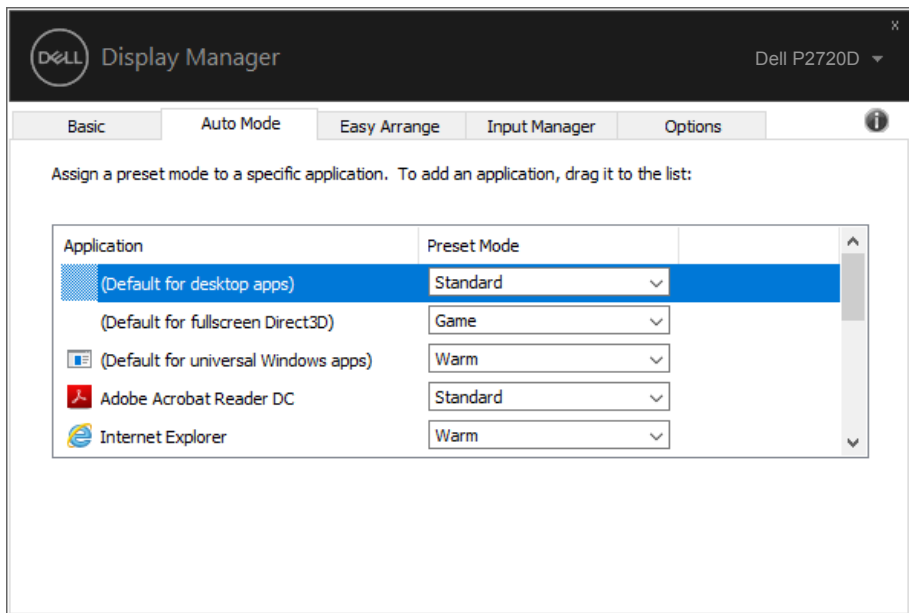 x
DELL Display Manager
Dell P2720D
Basic Auto Mode Easy Arrange Input Manager Options
Assign a preset mode to a specific application. To add an application, drag it to the list:
Application Preset Mode
(Default for desktop apps) Standard
(Default for fullscreen Direct3D) Game
(Default for universal Windows apps) Warm
Adobe Acrobat Reader DC Standard
Internet Explorer Warm